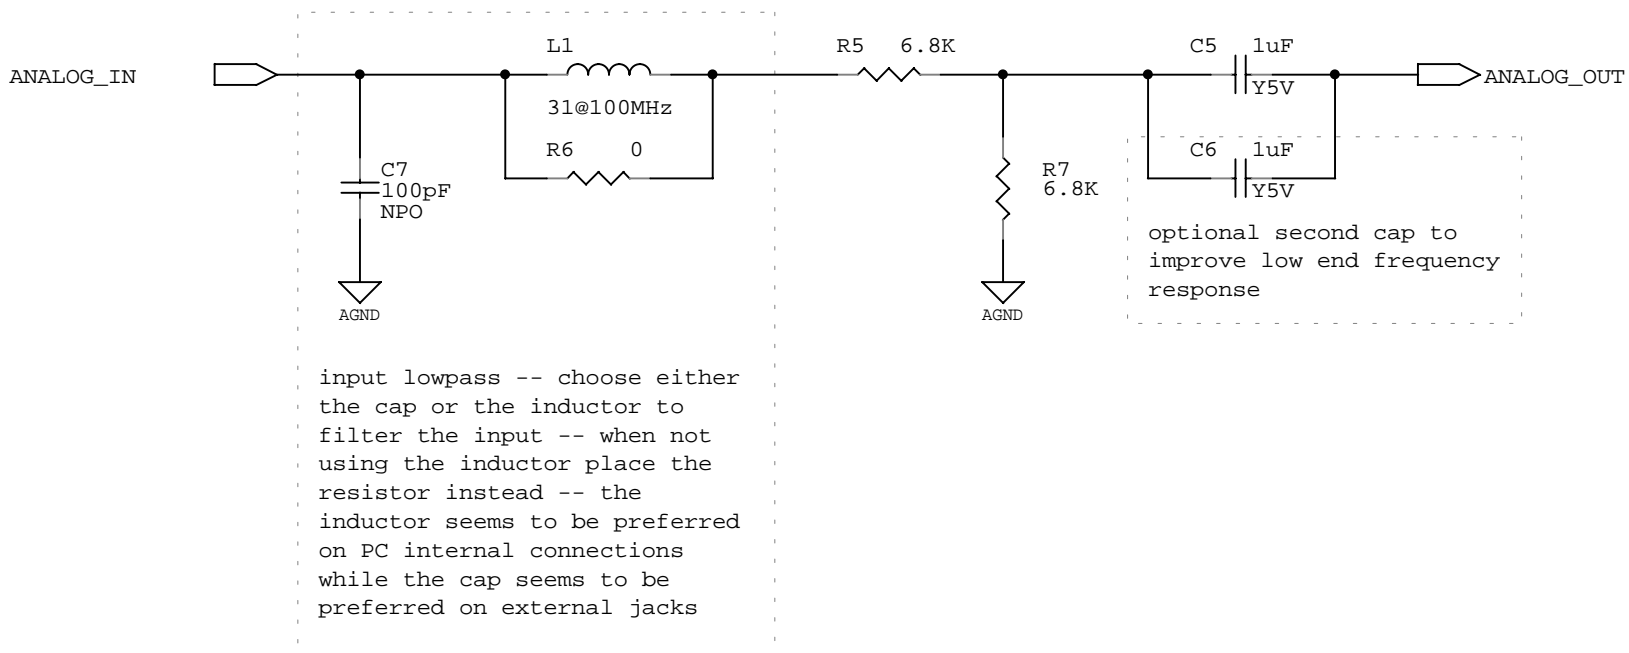 L1
R5 6.8K
C5 1uF
ANALOG_IN
ANALOG_OUT
Y5V
31@100MHz
R6 0
C6 1uF
C7
100pF
NPO
R7
6.8K
Y5V
optional second cap to
improve low end frequency
response
AGND
AGND
input lowpass -- choose either
the cap or the inductor to
filter the input -- when not
using the inductor place the
resistor instead -- the
inductor seems to be preferred
on PC internal connections
while the cap seems to be
preferred on external jacks